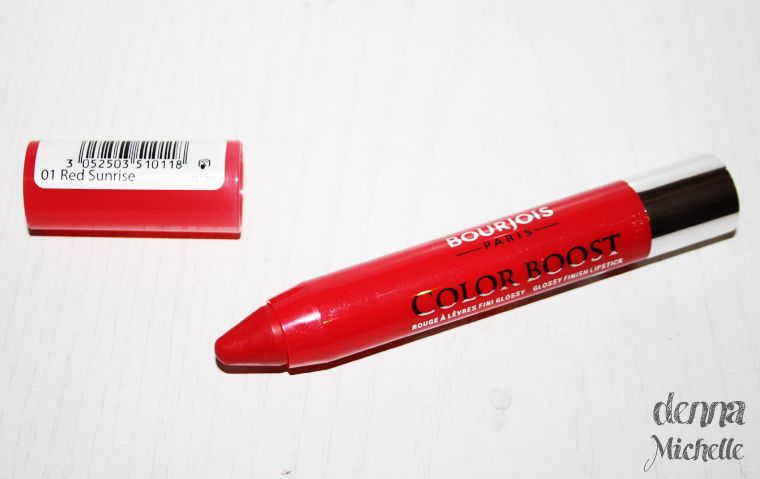 3 052503 510118
01 Red Sunrise
BOURJOIS
PARIS
COLOR BOOST
ROUGE À LÈVRES FINI GLOSSY GLOSSY FINISH LIPSTICK
denna
Michelle